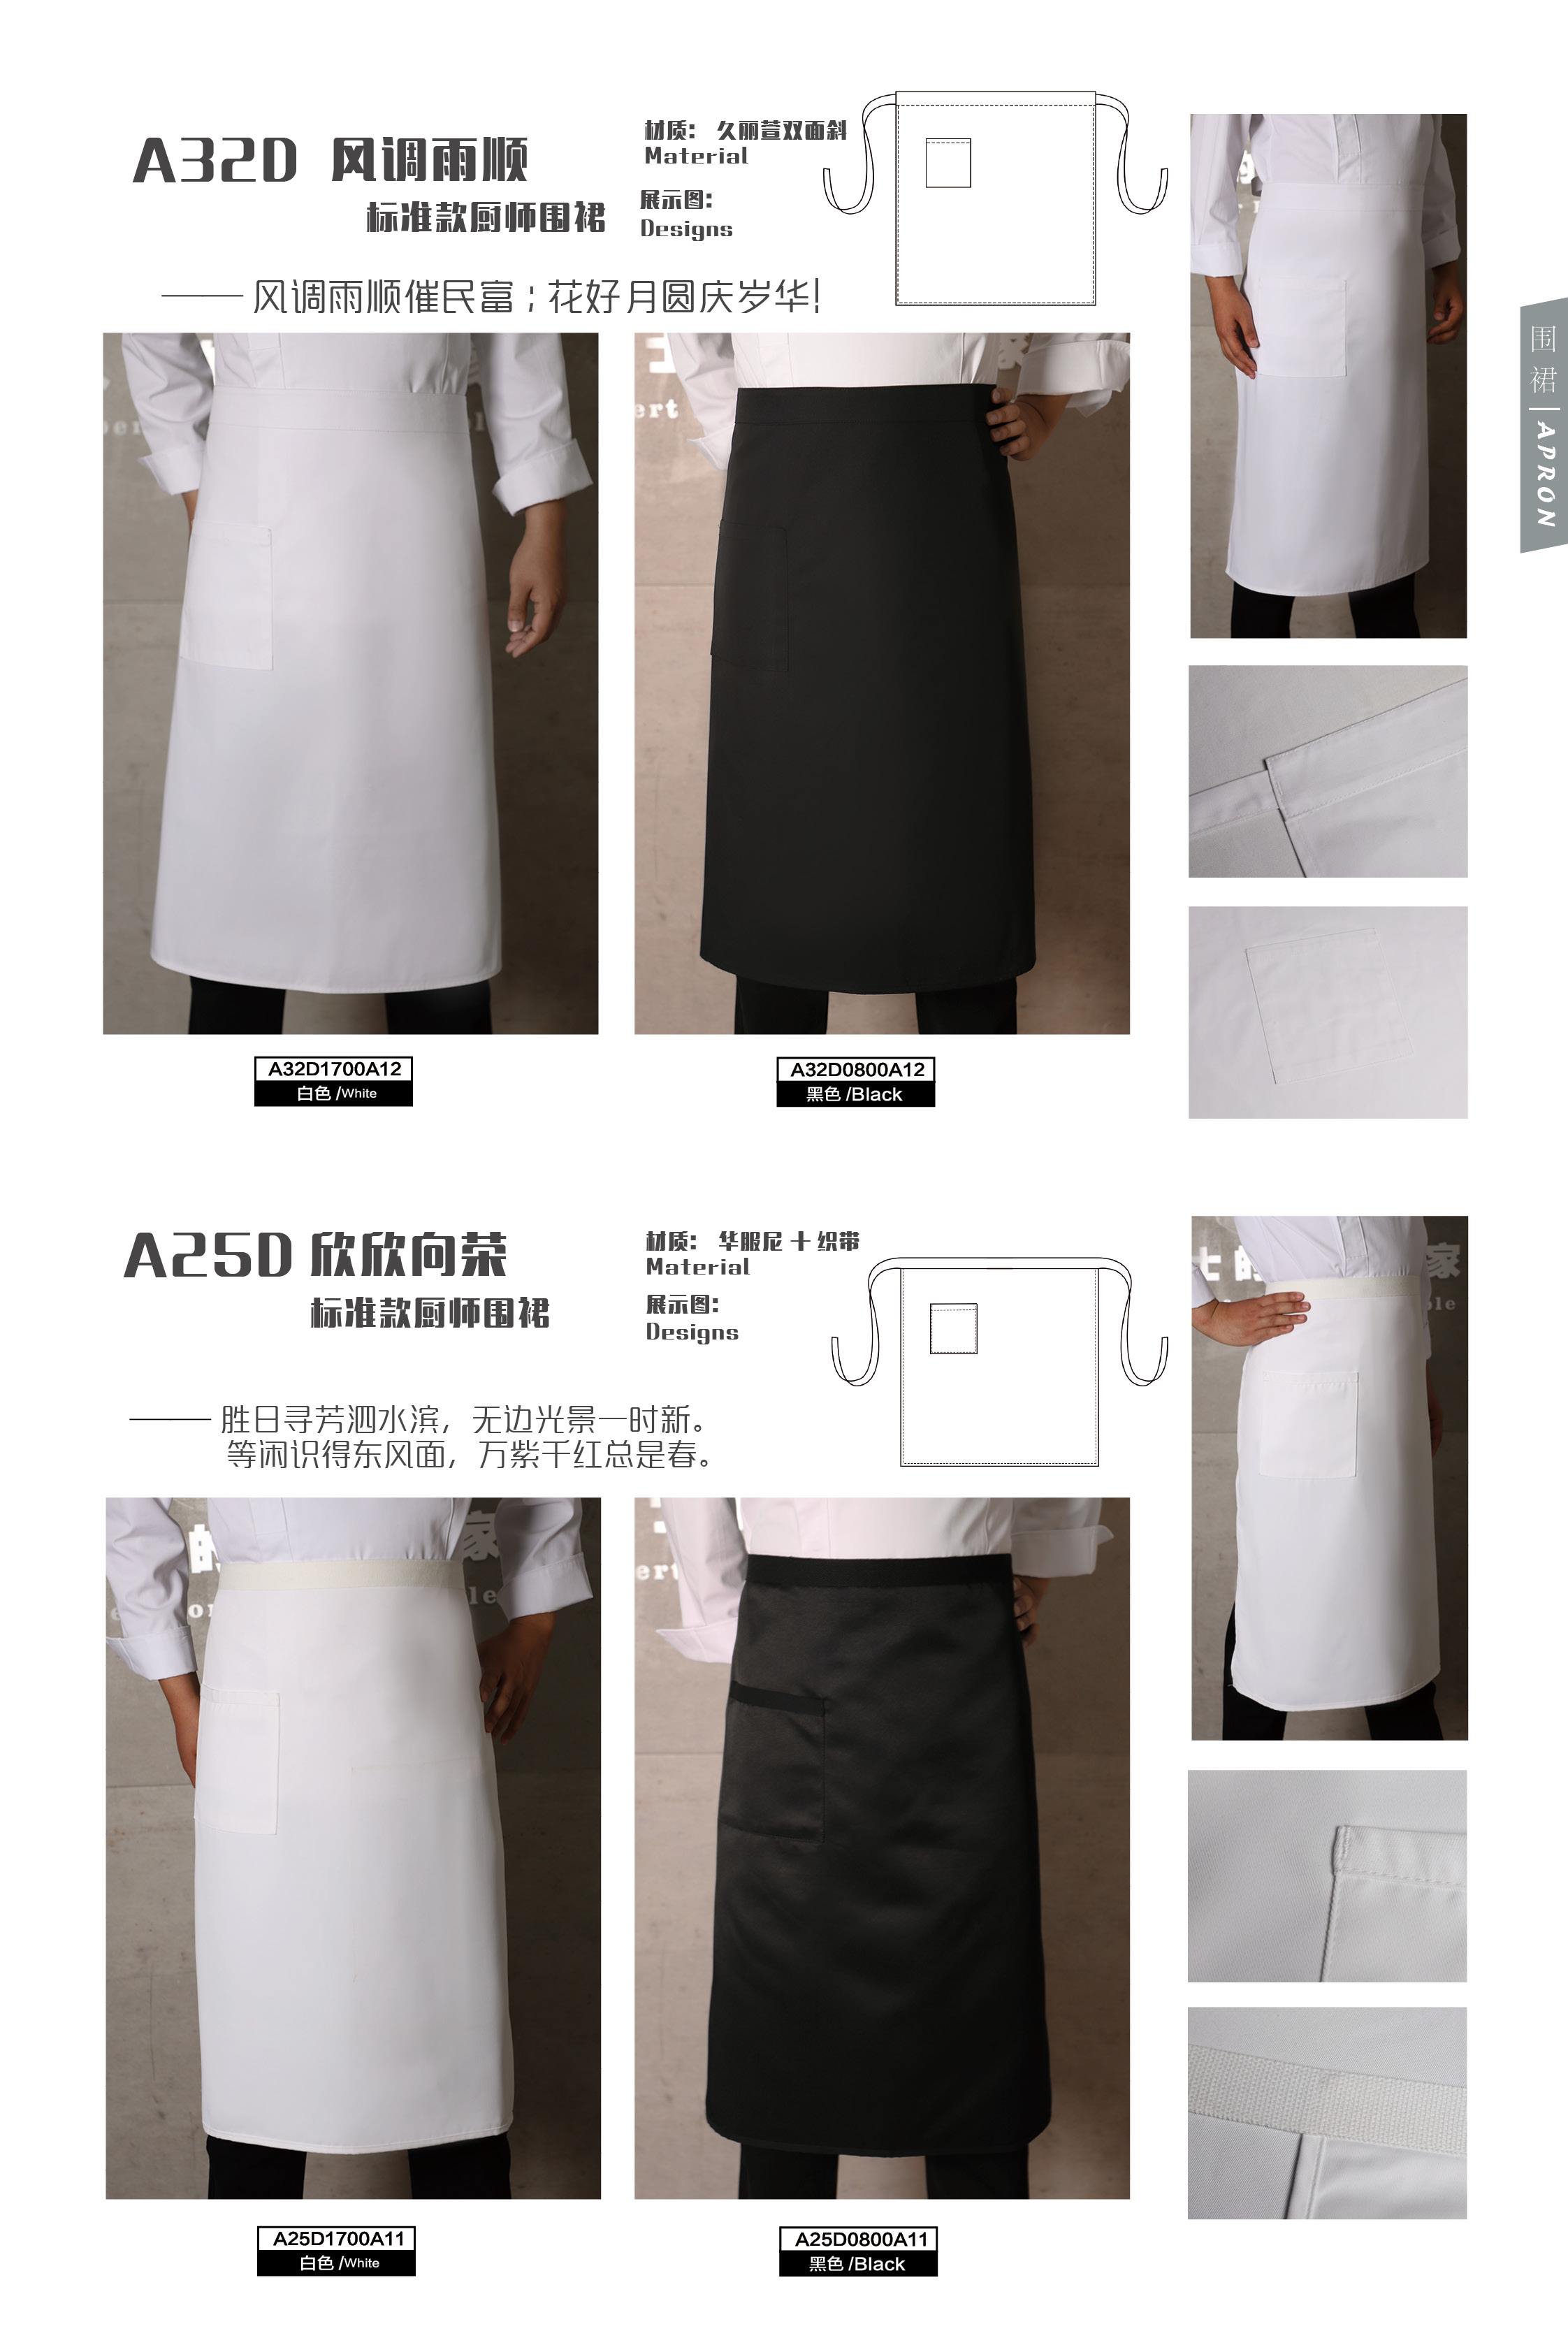 A32D 风调雨顺
标准款厨师围裙
材质： 久丽萱双面斜
Material
展示图：
Designs
—— 风调雨顺催民富；花好月圆庆岁华！
围裙 | APRON
A32D1700A12
白色 /White
A32D0800A12
黑色 /Black
A25D 欣欣向荣
标准款厨师围裙
材质： 华服尼 + 织带
Material
展示图：
Designs
—— 胜日寻芳泗水滨，无边光景一时新。
等闲识得东风面，万紫千红总是春。
A25D1700A11
白色 /White
A25D0800A11
黑色 /Black